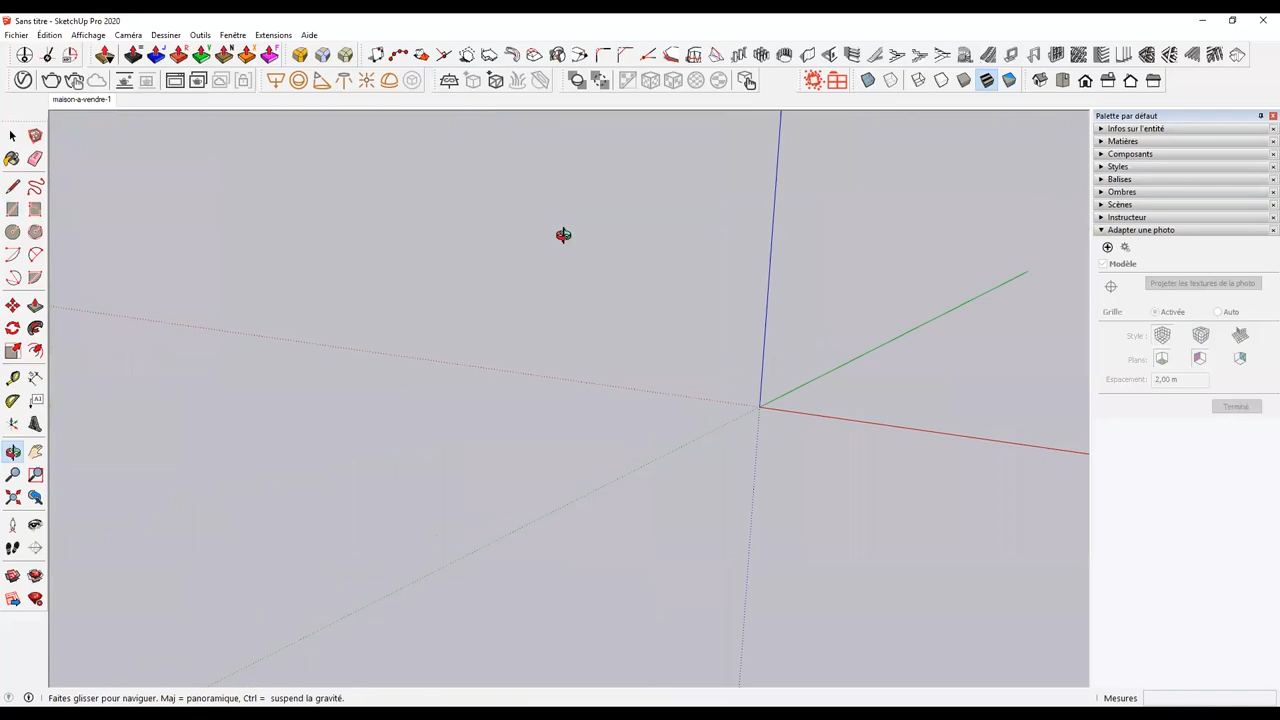 Sans titre - SketchUp Pro 2020
Fichier Édition Affichage Caméra Dessiner Outils Fenêtre Extensions Aide
maison-a-vendre-1
Palette par défaut
Infos sur l'entité
Matières
Composants
Styles
Balises
Ombres
Scènes
Instructeur
Adapter une photo
Modèle
Projeter les textures de la photo
Grille Activée Auto
Style :
Plans:
Espacement: 2,00 m
Terminé
Faites glisser pour naviguer. Maj = panoramique, Ctrl = suspend la gravité.
Mesures